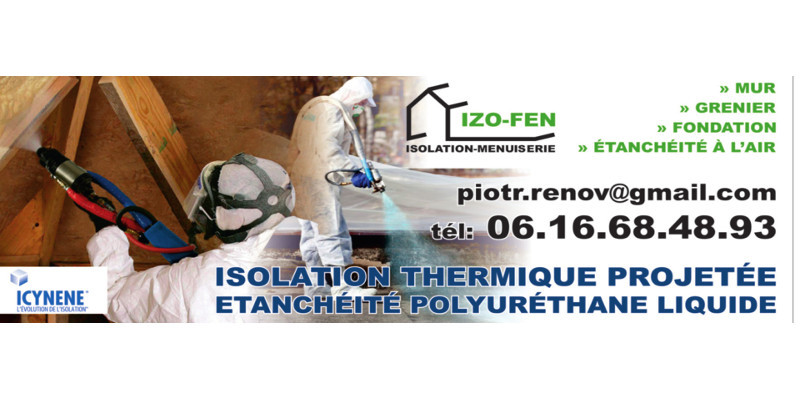 » MUR
» GRENIER
» FONDATION
» ÉTANCHÉITÉ À L'AIR
IZO-FEN
ISOLATION-MENUISERIE
piotr.renov@gmail.com
tél: 06.16.68.48.93
ISOLATION THERMIQUE PROJETÉE
ETANCHÉITÉ POLYURÉTHANE LIQUIDE
ICYNENE
L'ÉVOLUTION DE L'ISOLATION